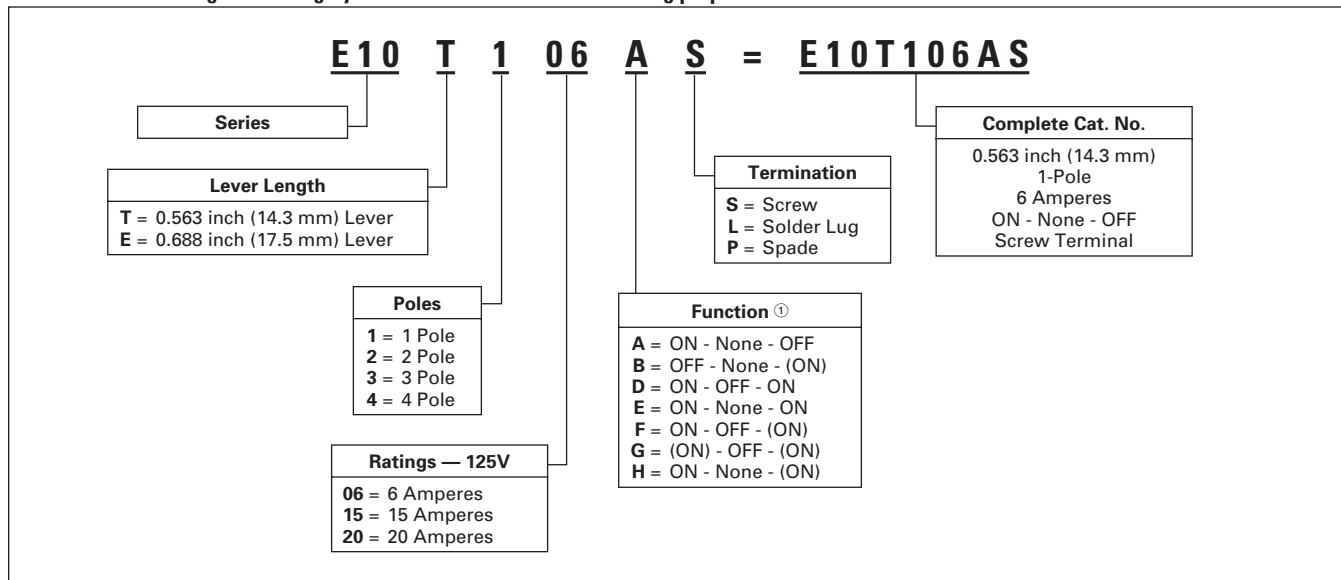 E10 T 1 06 A S = E10T106AS
Series
Lever Length
T = 0.563 inch (14.3 mm) Lever
E = 0.688 inch (17.5 mm) Lever
Poles
1 = 1 Pole
2 = 2 Pole
3 = 3 Pole
4 = 4 Pole
Ratings — 125V
06 = 6 Amperes
15 = 15 Amperes
20 = 20 Amperes
Function ①
A = ON - None - OFF
B = OFF - None - (ON)
D = ON - OFF - ON
E = ON - None - ON
F = ON - OFF - (ON)
G = (ON) - OFF - (ON)
H = ON - None - (ON)
Termination
S = Screw
L = Solder Lug
P = Spade
Complete Cat. No.
0.563 inch (14.3 mm)
1-Pole
6 Amperes
ON - None - OFF
Screw Terminal